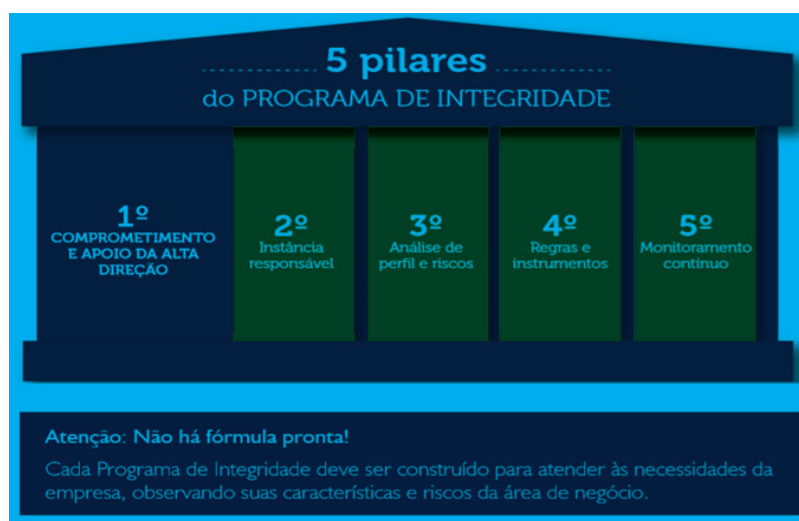 5 pilares
do PROGRAMA DE INTEGRIDADE
1º
COMPROMETIMENTO
E APOIO DA ALTA
DIREÇÃO
2º
Instância
responsável
3º
Análise de
perfil e riscos
4º
Regras e
instrumentos
5º
Monitoramento
contínuo
Atenção: Não há fórmula pronta!
Cada Programa de Integridade deve ser construído para atender às necessidades da
empresa, observando suas características e riscos da área de negócio.